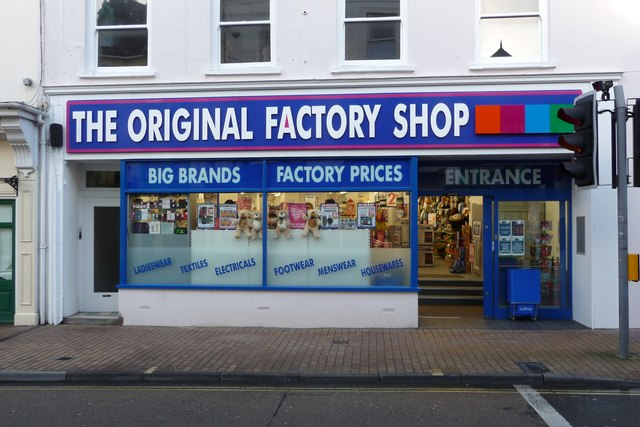 THE ORIGINAL FACTORY SHOP
BIG BRANDS FACTORY PRICES ENTRANCE
LADIESWEAR TEXTILES ELECTRICALS FOOTWEAR MENSWEAR HOUSEWARES